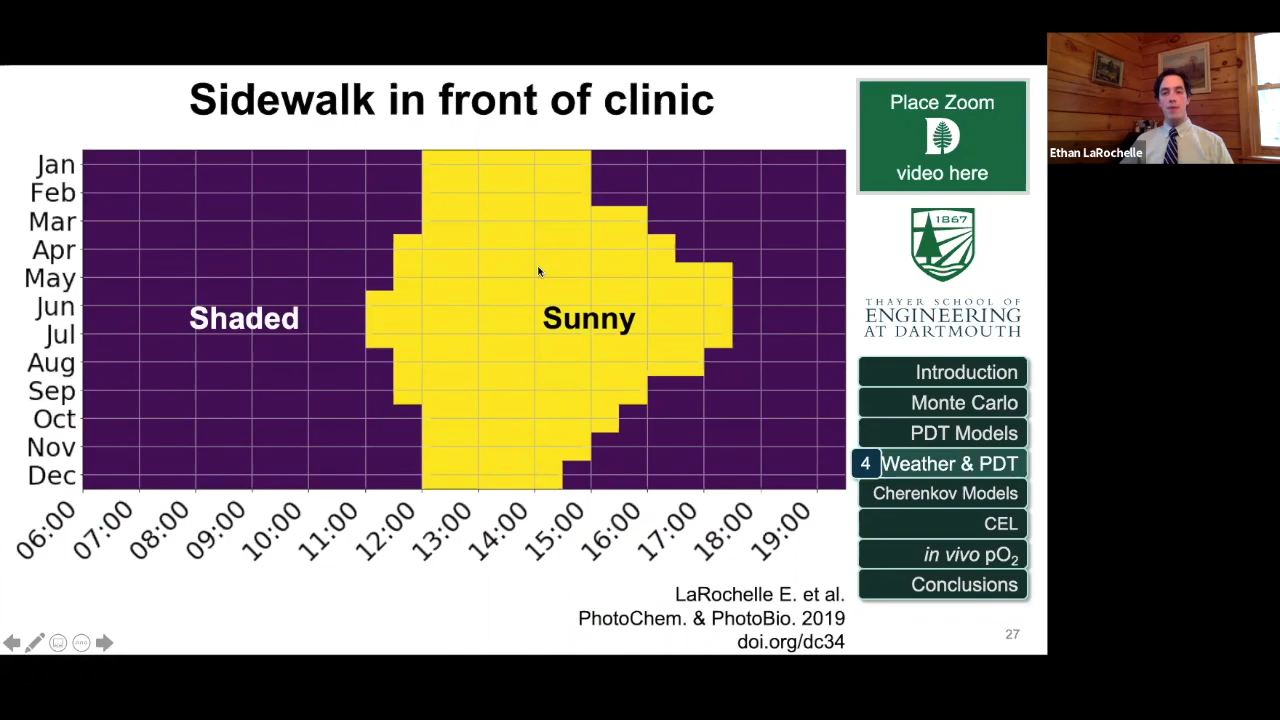 Sidewalk in front of clinic
Jan
Feb
Mar
Apr
May
Jun
Jul
Aug
Sep
Oct
Nov
Dec
Shaded
Sunny
06:00
07:00
08:00
09:00
10:00
11:00
12:00
13:00
14:00
15:00
16:00
17:00
18:00
19:00
LaRochelle E. et al.
PhotoChem. & PhotoBio. 2019
doi.org/dc34
Place Zoom
D
video here
1867
THAYER SCHOOL OF
ENGINEERING
AT DARTMOUTH
Introduction
Monte Carlo
PDT Models
4 Weather & PDT
Cherenkov Models
CEL
in vivo pO₂
Conclusions
27
Ethan LaRochelle